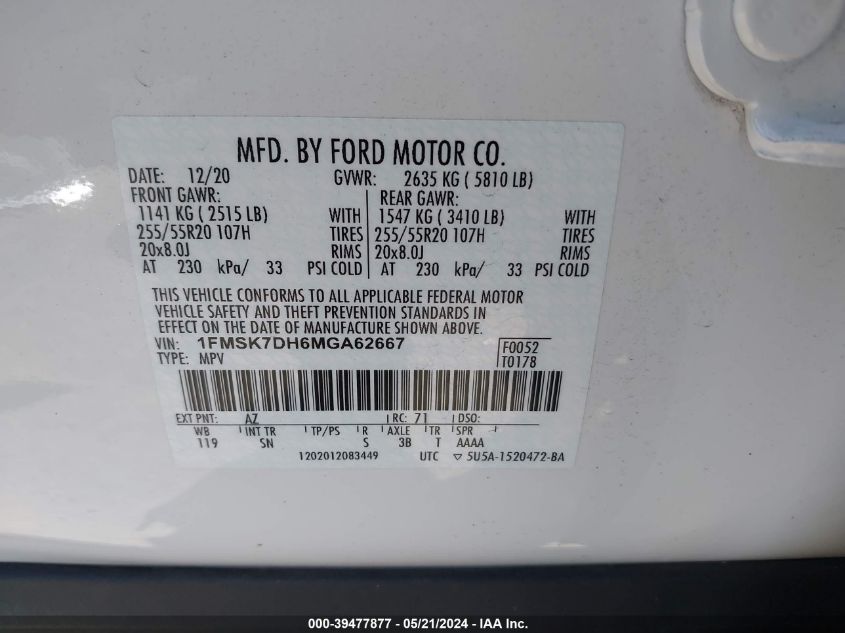 MFD. BY FORD MOTOR CO.
DATE: 12/20 GVWR: 2635 KG ( 5810 LB)
FRONT GAWR: REAR GAWR:
1141 KG ( 2515 LB) WITH 1547 KG ( 3410 LB) WITH
255/55R20 107H TIRES 255/55R20 107H TIRES
20x8.0J RIMS 20x8.0J RIMS
AT 230 kPa/ 33 PSI COLD AT 230 kPa/ 33 PSI COLD
THIS VEHICLE CONFORMS TO ALL APPLICABLE FEDERAL MOTOR
VEHICLE SAFETY AND THEFT PREVENTION STANDARDS IN
EFFECT ON THE DATE OF MANUFACTURE SHOWN ABOVE.
VIN: 1FMSK7DH6MGA62667 F0052
TYPE: MPV T0178
EXT PNT: AZ RC: 71 DSO:
WB INT TR TP/PS R AXLE TR SPR
119 SN S 3B T AAAA
1202012083449 UTC ▽ 5U5A-1520472-BA
000-39477877 - 05/21/2024 - IAAI, Inc.